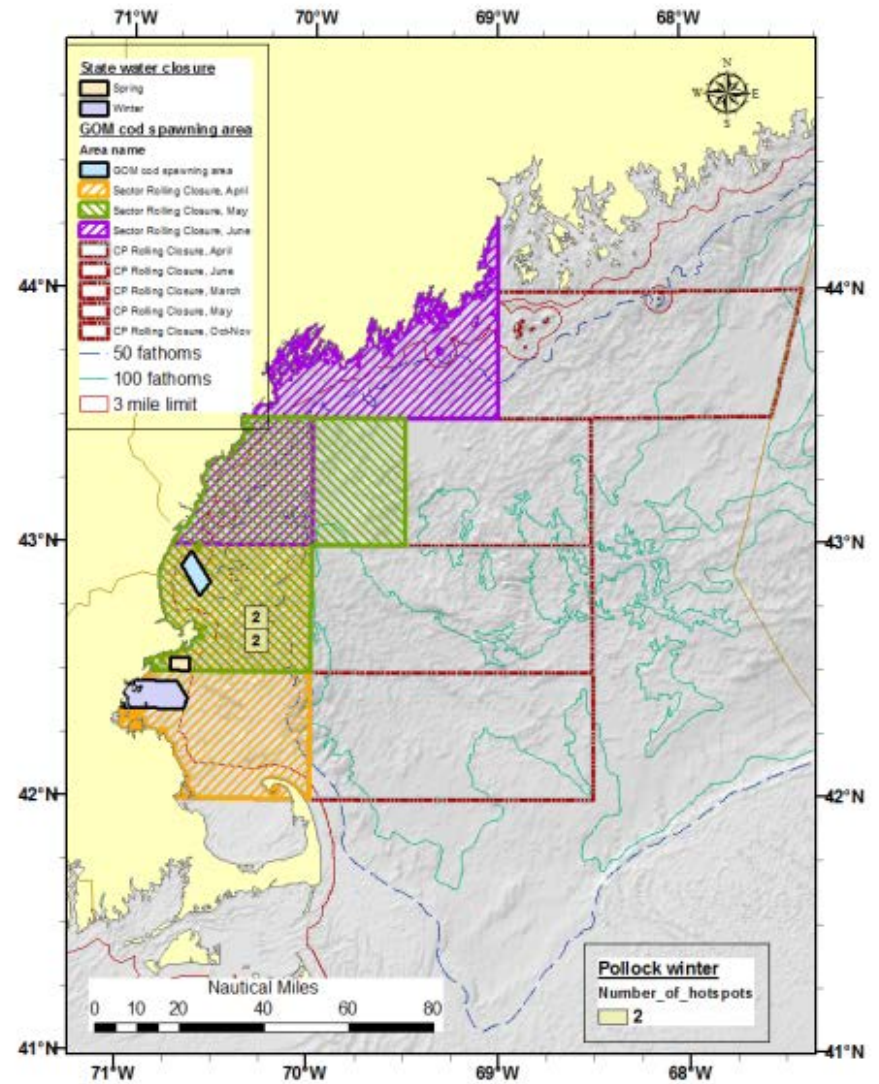 71°W 70°W 69°W 68°W
State water closure
Spring
Winter
GOM cod spawning area
Area name
GOM cod spawning area
Sector Rolling Closure, April
Sector Rolling Closure, May
Sector Rolling Closure, June
CP Rolling Closure, April
CP Rolling Closure, June
CP Rolling Closure, March
CP Rolling Closure, May
CP Rolling Closure, Oct-Nov
50 fathoms
100 fathoms
3 mile limit
N
W E
S
44°N 44°N
43°N 43°N
2
2
42°N 42°N
Nautical Miles
0 10 20 40 60 80
Pollock winter
Number_of_hotspots
2
41°N 41°N
71°W 70°W 69°W 68°W